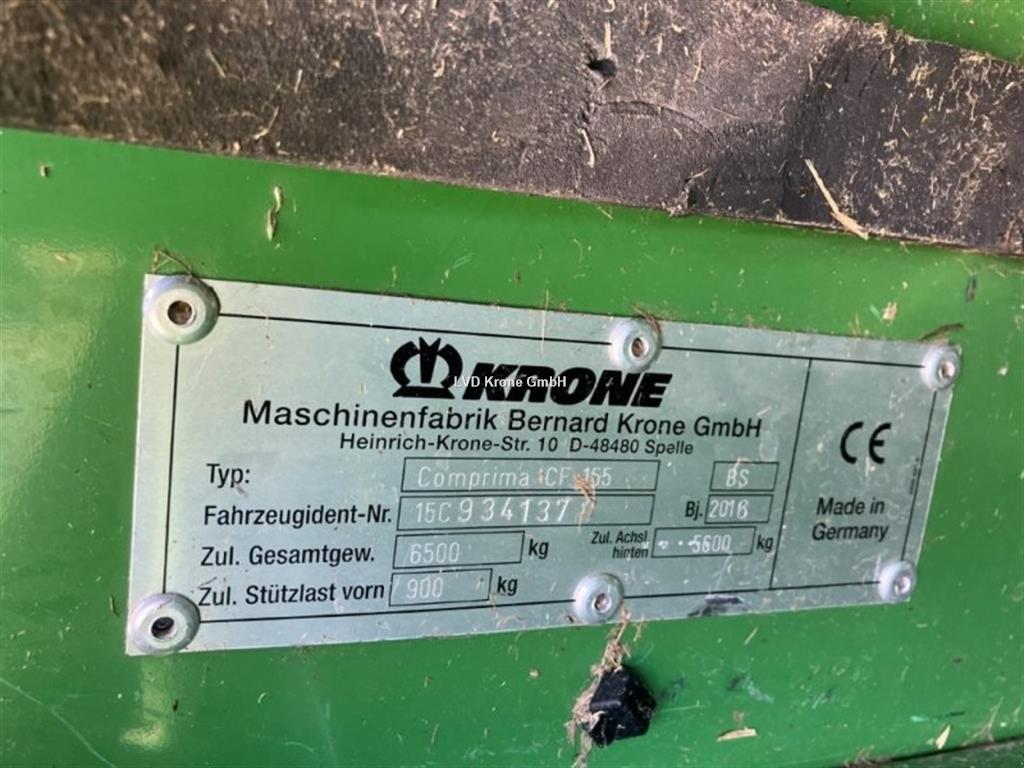 KRONE
LVD Krone GmbH
Maschinenfabrik Bernard Krone GmbH
Heinrich-Krone-Str. 10 D-48480 Spelle
Typ: Comprima CF 155 BS
Fahrzeugident-Nr. 15C934137 Bj. 2016
Zul. Gesamtgew. 6500 kg Zul. Achsl. hinten 5600 kg
Zul. Stützlast vorn 900 kg
CE
Made in
Germany